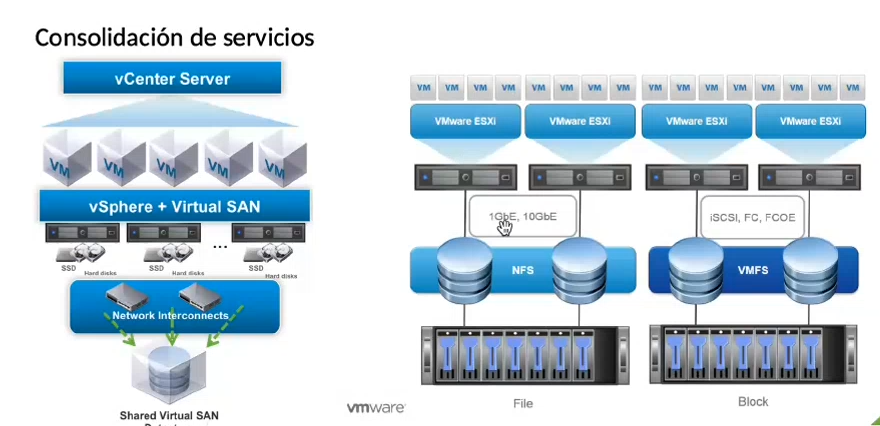 Consolidación de servicios
vCenter Server
VM VM VM VM VM
vSphere + Virtual SAN
...
SSD Hard disks SSD Hard disks SSD Hard disks
Network Interconnects
Shared Virtual SAN
VM VM VM VM VM VM VM VM
VMware ESXi VMware ESXi
1GbE, 10GbE
NFS
File
VM VM VM VM VM VM VM VM
VMware ESXi VMware ESXi
iSCSI, FC, FCOE
VMFS
Block
vmware